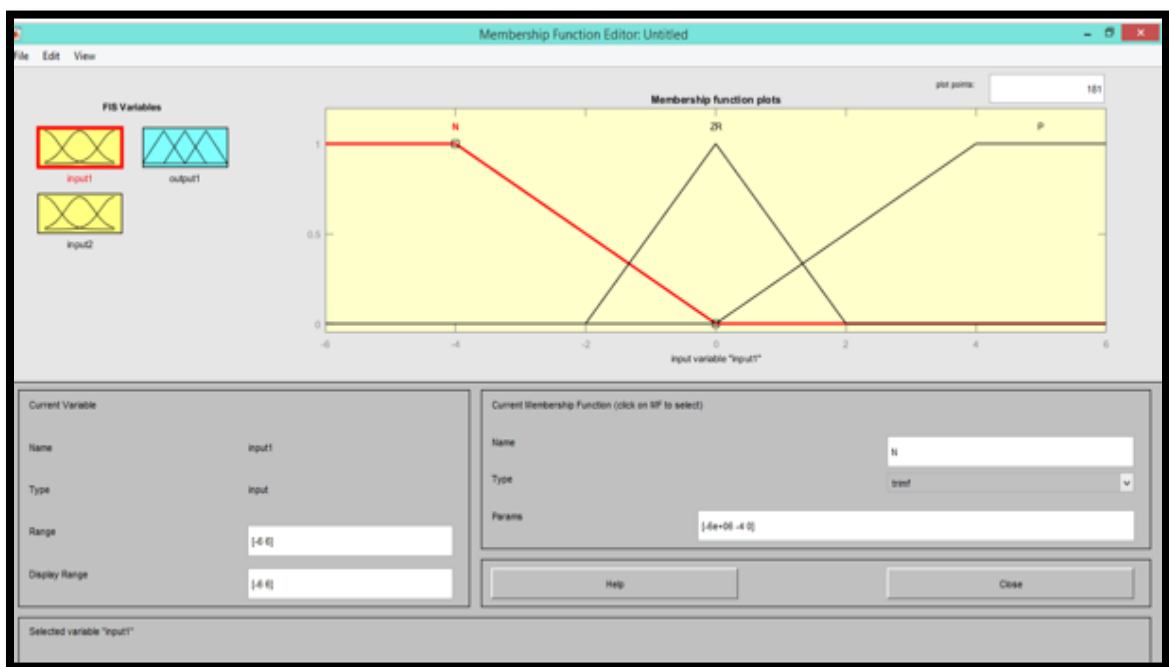 Membership Function Editor: Untitled
File Edit View
FIS Variables
plot points:
181
Membership function plots
input1
output1
input2
N
ZR
P
1
0.5
0
-6 -4 -2 0 2 4 6
input variable "input1"
Current Variable
Name input1
Type input
Range [-6 6]
Display Range [-6 6]
Current Membership Function (click on MF to select)
Name N
Type trimf
Params [-6e+06 -4 0]
Help Close
Selected variable "input1"